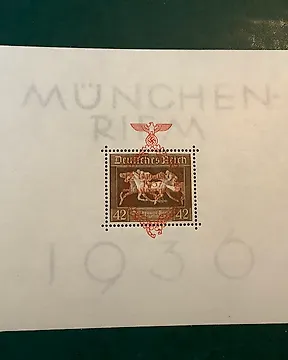 MÜNCHEN-
RIEM
Deutsches Reich
42 42
1936